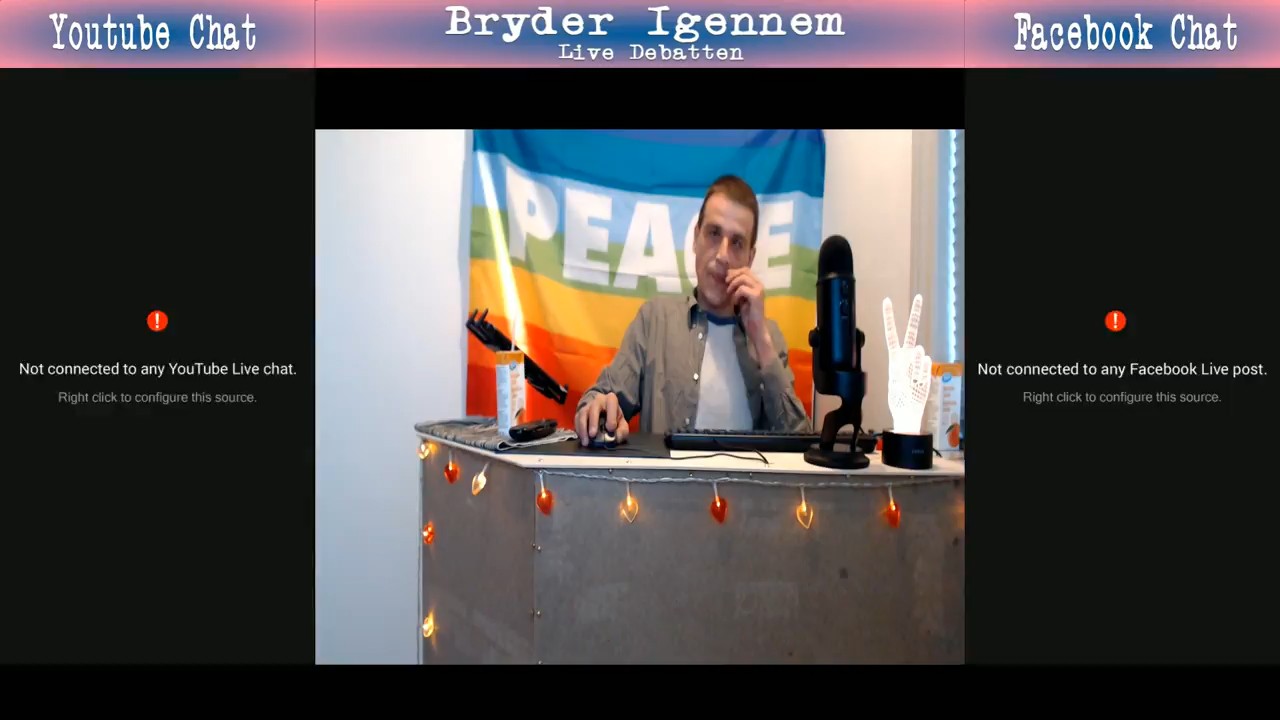 Youtube Chat
Bryder Igennem
Live Debatten
Facebook Chat
PEACE
Not connected to any YouTube Live chat.
Right click to configure this source.
Not connected to any Facebook Live post.
Right click to configure this source.